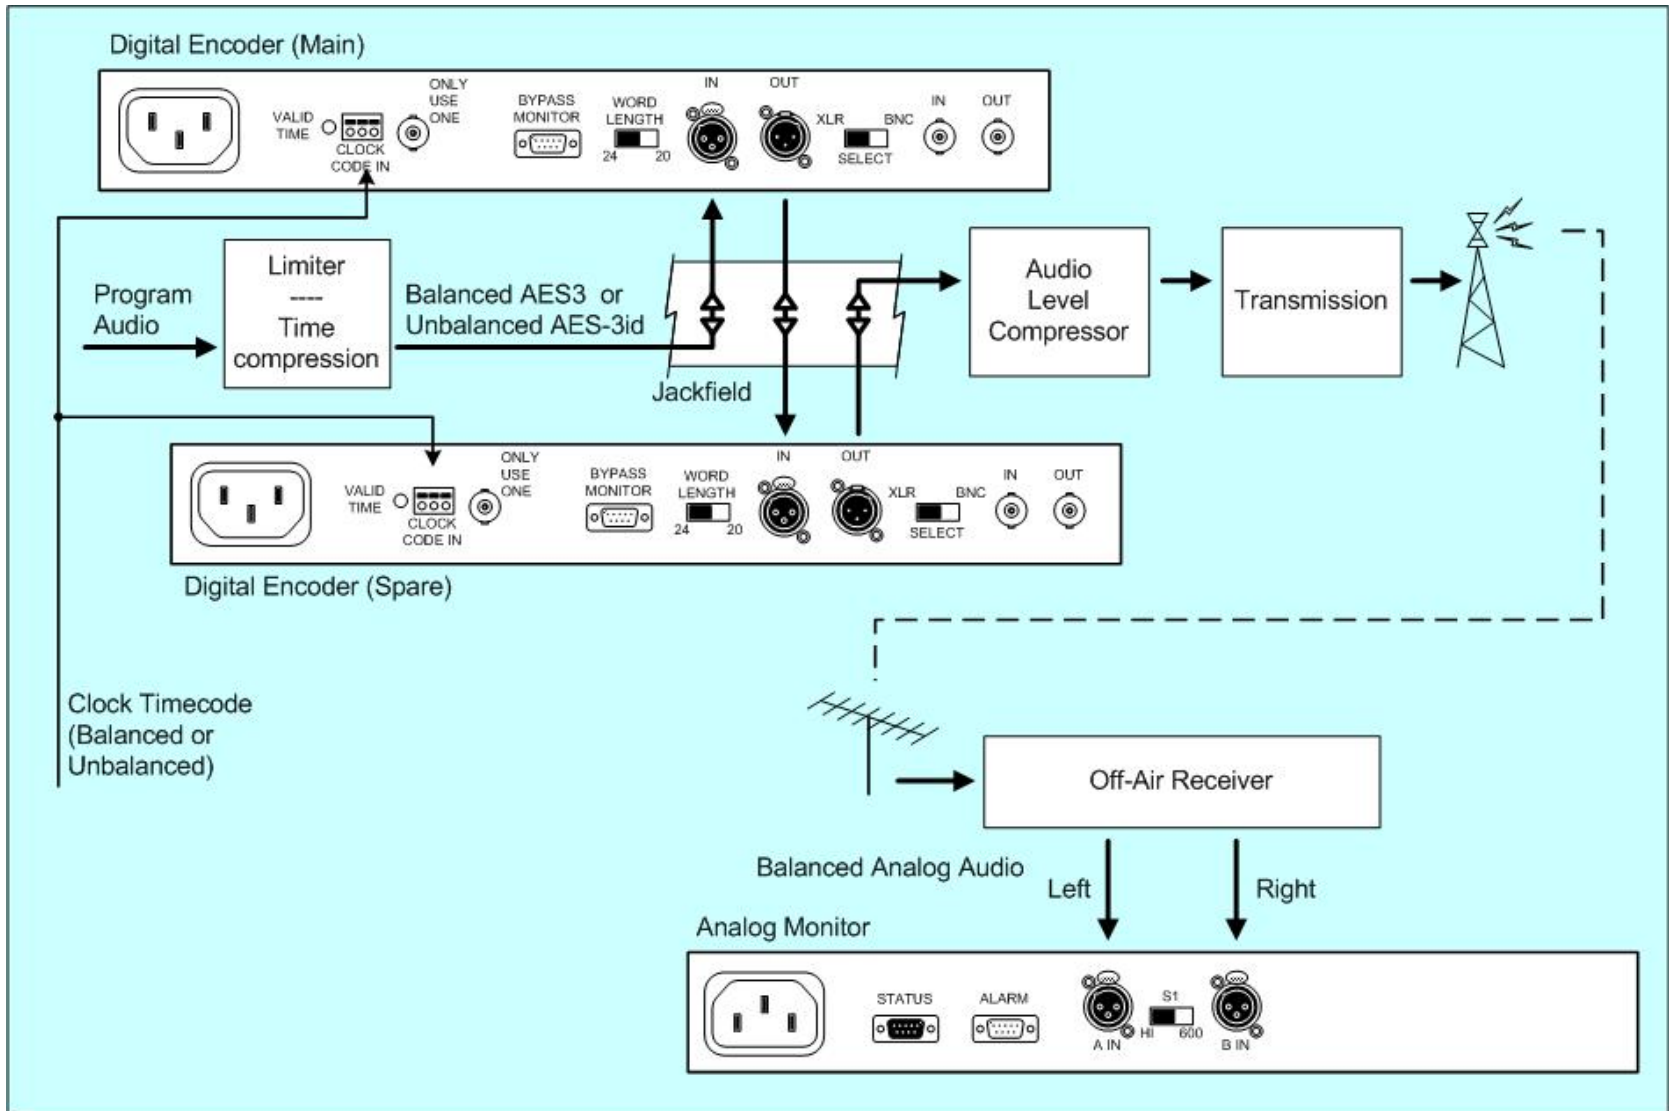 Digital Encoder (Main)
VALID
TIME
CLOCK
CODE IN
ONLY
USE
ONE
BYPASS
MONITOR
WORD
LENGTH
24 20
IN
OUT
XLR BNC
SELECT
IN
OUT
Program
Audio
Limiter
----
Time
compression
Balanced AES3 or
Unbalanced AES-3id
Jackfield
Audio
Level
Compressor
Transmission
VALID
TIME
CLOCK
CODE IN
ONLY
USE
ONE
BYPASS
MONITOR
WORD
LENGTH
24 20
IN
OUT
XLR BNC
SELECT
IN
OUT
Digital Encoder (Spare)
Clock Timecode
(Balanced or
Unbalanced)
Off-Air Receiver
Balanced Analog Audio
Left
Right
Analog Monitor
STATUS
ALARM
A IN
S1
HI 600
B IN